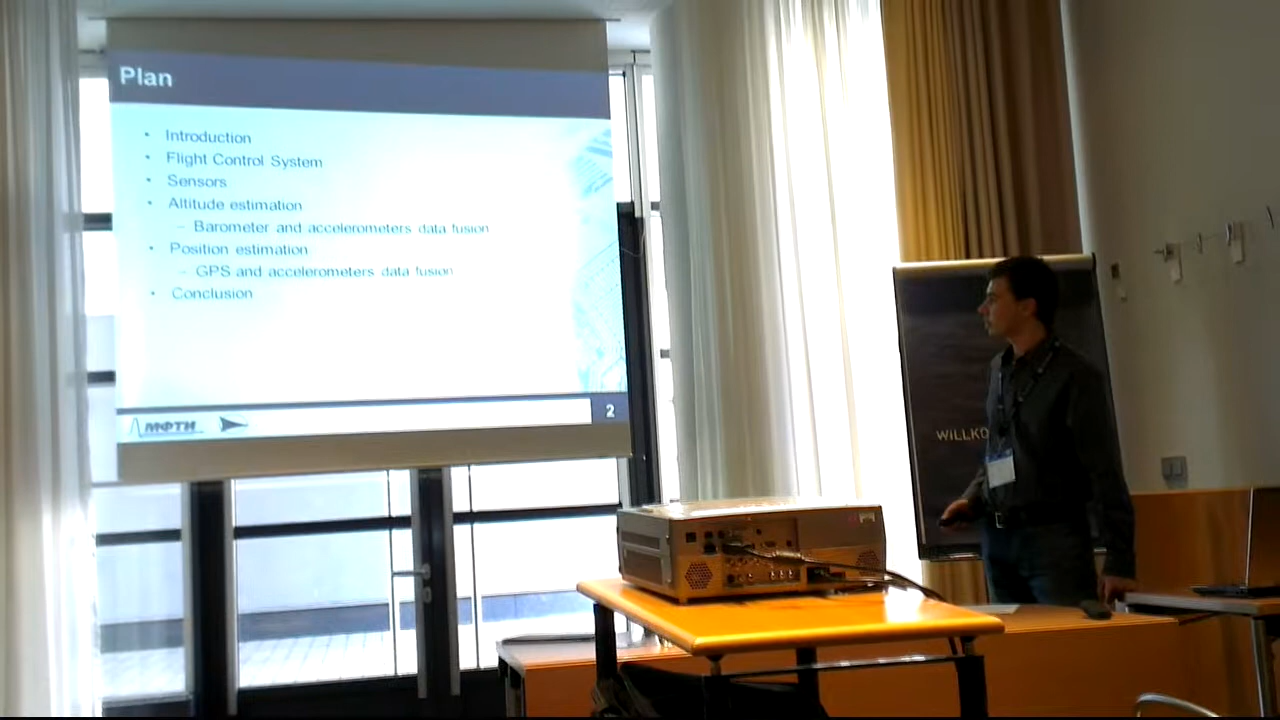 Plan
• Introduction
• Flight Control System
• Sensors
• Altitude estimation
– Barometer and accelerometers data fusion
• Position estimation
– GPS and accelerometers data fusion
• Conclusion
МФТИ
2
WILLKO